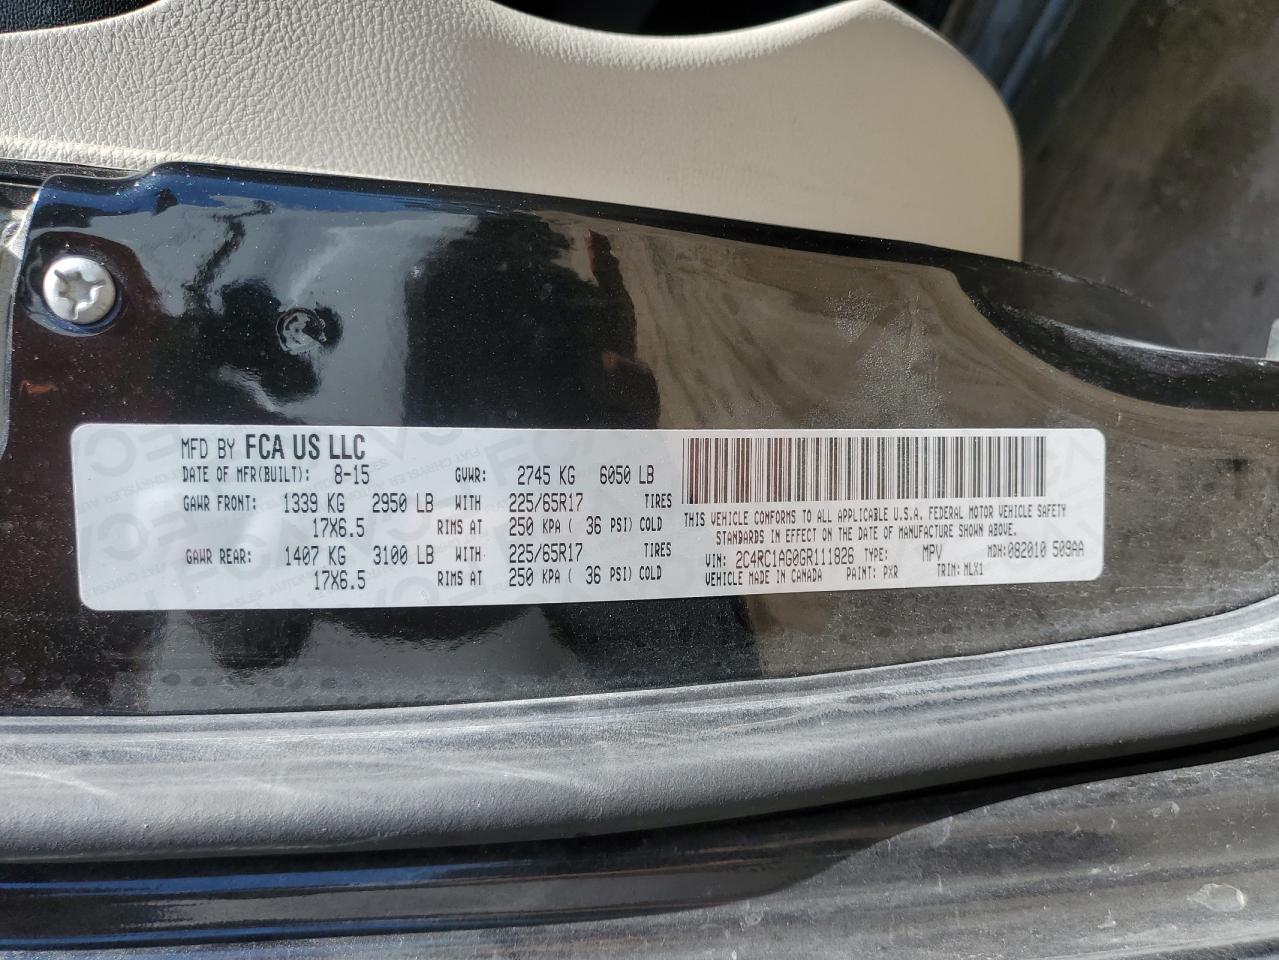 MFD BY FCA US LLC
DATE OF MFR(BUILT): 8-15 GVWR: 2745 KG 6050 LB
GAWR FRONT: 1339 KG 2950 LB WITH 225/65R17 TIRES
17X6.5 RIMS AT 250 KPA ( 36 PSI) COLD
GAWR REAR: 1407 KG 3100 LB WITH 225/65R17 TIRES
17X6.5 RIMS AT 250 KPA ( 36 PSI) COLD
THIS VEHICLE CONFORMS TO ALL APPLICABLE U.S.A. FEDERAL MOTOR VEHICLE SAFETY
STANDARDS IN EFFECT ON THE DATE OF MANUFACTURE SHOWN ABOVE.
VIN: 2C4RC1AG0GR111826 TYPE: MPV MDH: 082010 509AA
VEHICLE MADE IN CANADA PAINT: PXR TRIM: MLX1